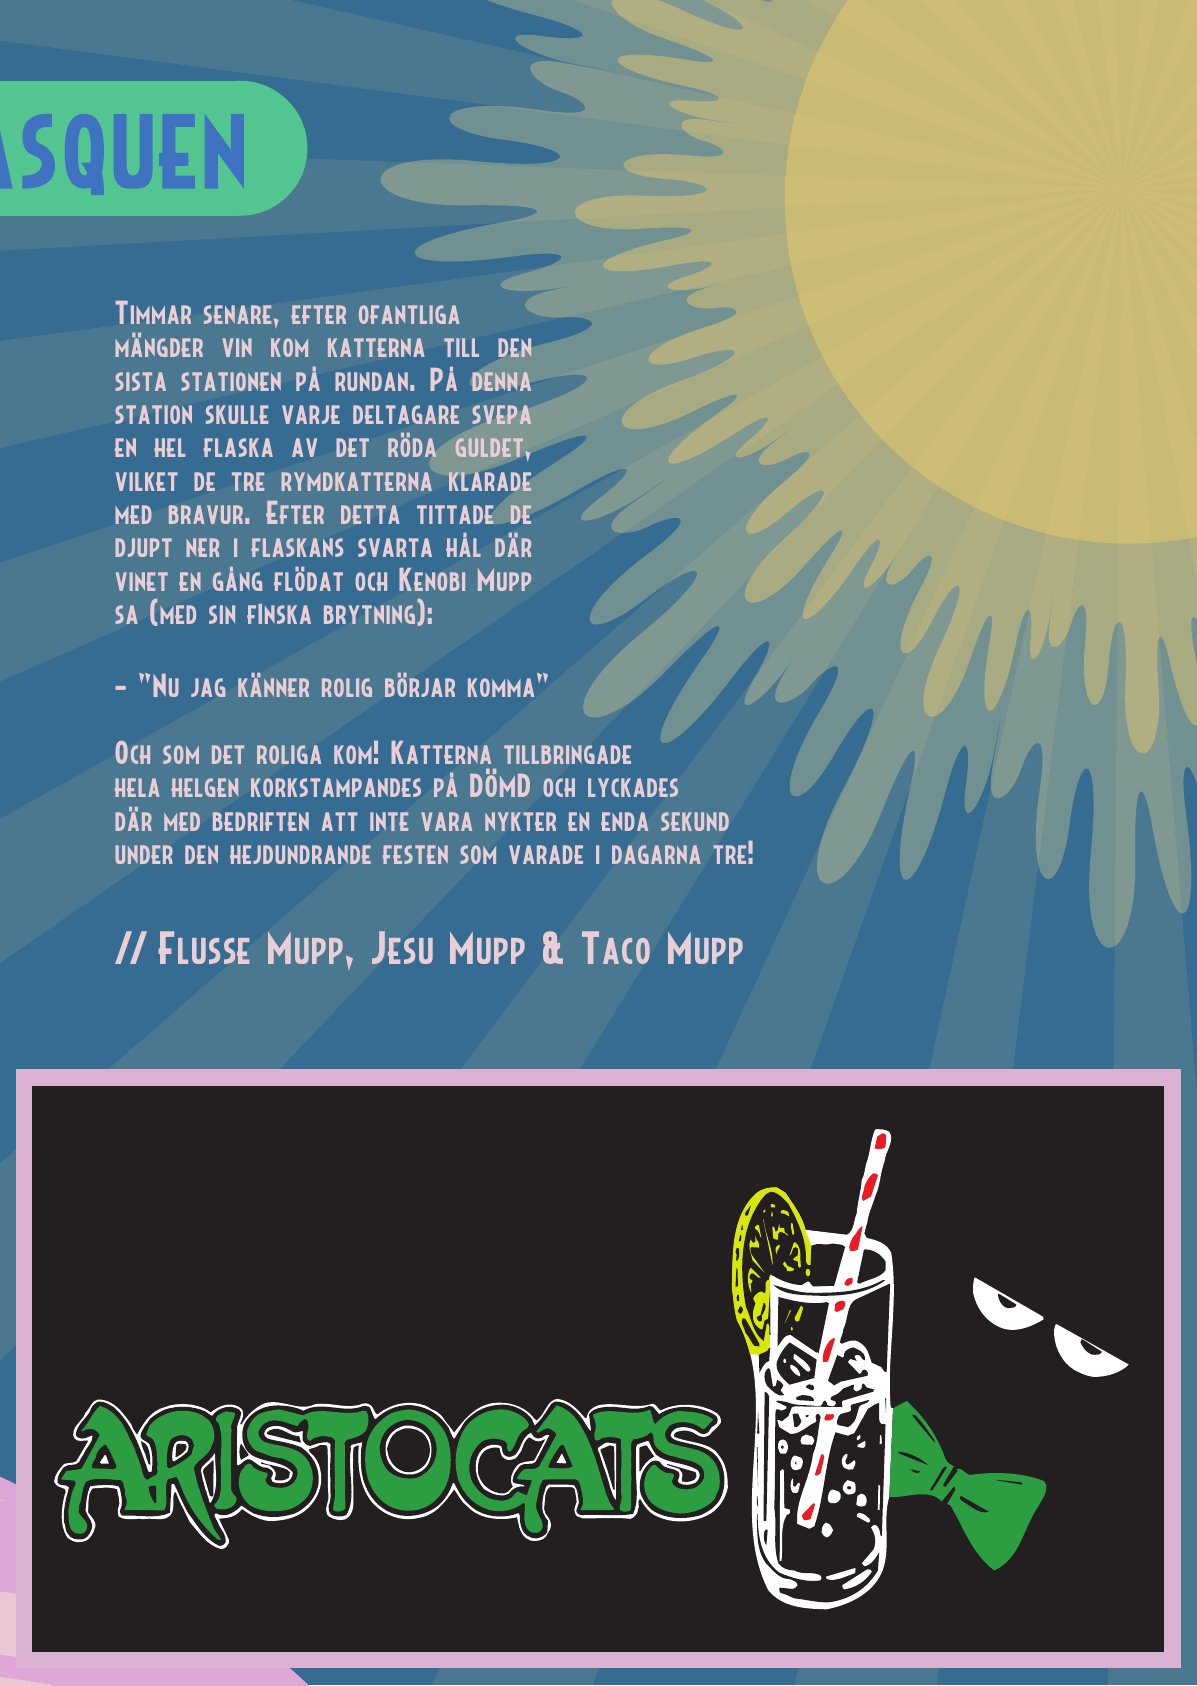 ASQUEN
Timmar senare, efter ofantliga
mängder vin kom katterna till den
sista stationen på rundan. På denna
station skulle varje deltagare svepa
en hel flaska av det röda guldet,
vilket de tre rymdkatterna klarade
med bravur. Efter detta tittade de
djupt ner i flaskans svarta hål där
vinet en gång flödat och Kenobi Mupp
sa (med sin finska brytning):
- "Nu jag känner rolig börjar komma"
Och som det roliga kom! Katterna tillbringade
hela helgen korkstampandes på DÖMD och lyckades
där med bedriften att inte vara nykter en enda sekund
under den hejdundrande festen som varade i dagarna tre!
// Flusse Mupp, Jesu Mupp & Taco Mupp
ARISTOCATS